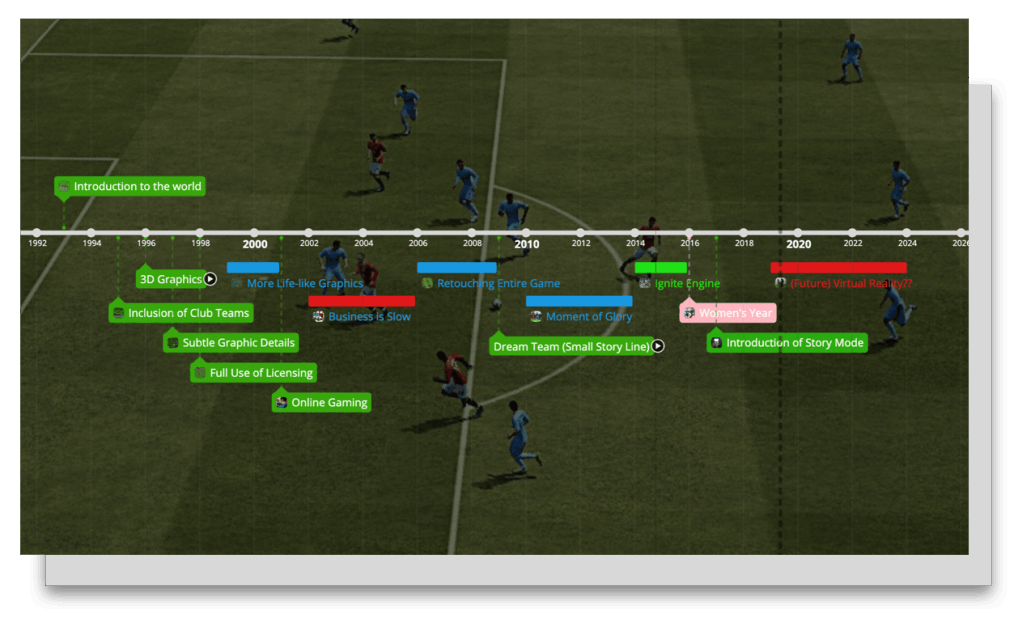 Introduction to the world
1992 1994 1996 1998 2000 2002 2004 2006 2008 2010 2012 2014 2016 2018 2020 2022 2024 2026
3D Graphics
More Life-like Graphics
Retouching Entire Game
Ignite Engine
(Future) Virtual Reality??
Inclusion of Club Teams
Business is Slow
Moment of Glory
Women's Year
Subtle Graphic Details
Dream Team (Small Story Line)
Introduction of Story Mode
Full Use of Licensing
Online Gaming